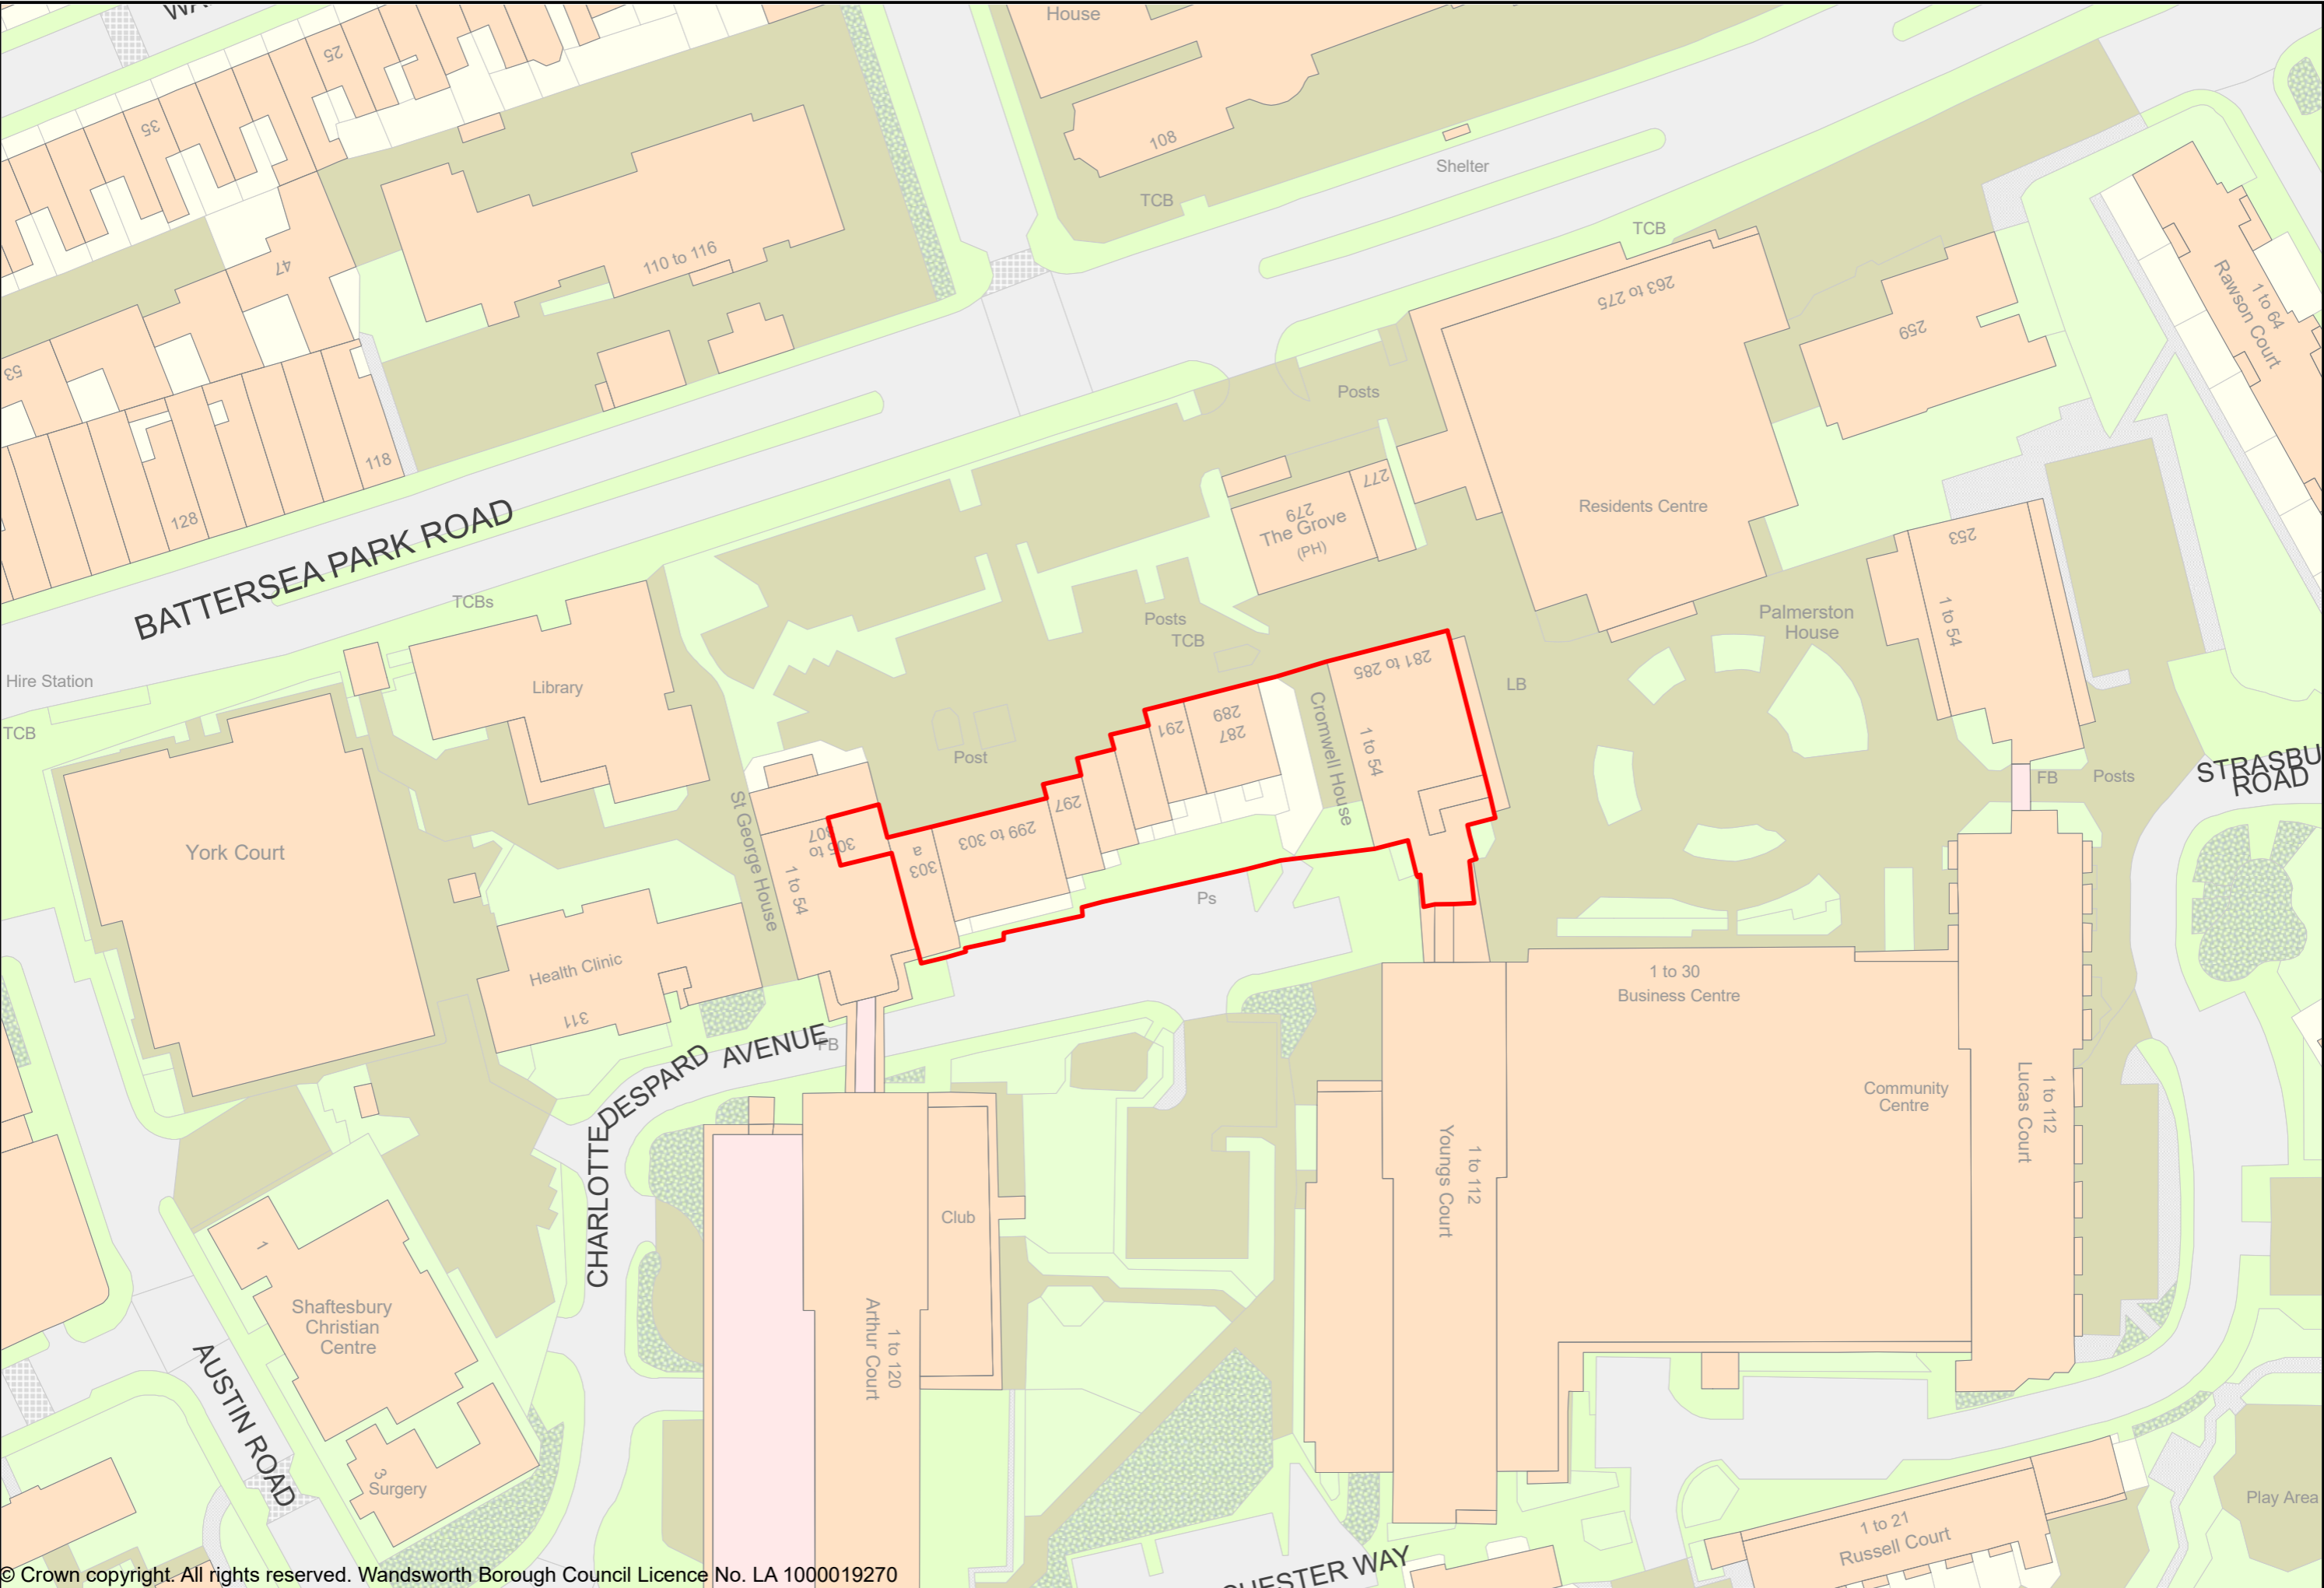 House
25
35
108
Shelter
TCB
TCB
47
110 to 116
1 to 64
Rawson Court
263 to 275
259
53
Posts
118
128
277
279
The Grove
(PH)
Residents Centre
253
BATTERSEA PARK ROAD
TCBs
Posts
TCB
Palmerston
House
1 to 54
Hire Station
Library
281 to 285
LB
TCB
Cromwell House
289
287
291
1 to 54
Post
FB
Posts
STRASBU
ROAD
297
St George House
307
305 to
299 to 303
303
a
York Court
1 to 54
Ps
Health Clinic
311
1 to 30
Business Centre
DESPARD AVENUE
FB
CHARLOTTE
Community
Centre
1 to 112
Lucas Court
1 to 112
Youngs Court
Club
1
Shaftesbury
Christian
Centre
1 to 120
Arthur Court
AUSTIN ROAD
3
Surgery
Play Area
1 to 21
Russell Court
HESTER WAY
© Crown copyright. All rights reserved. Wandsworth Borough Council Licence No. LA 1000019270